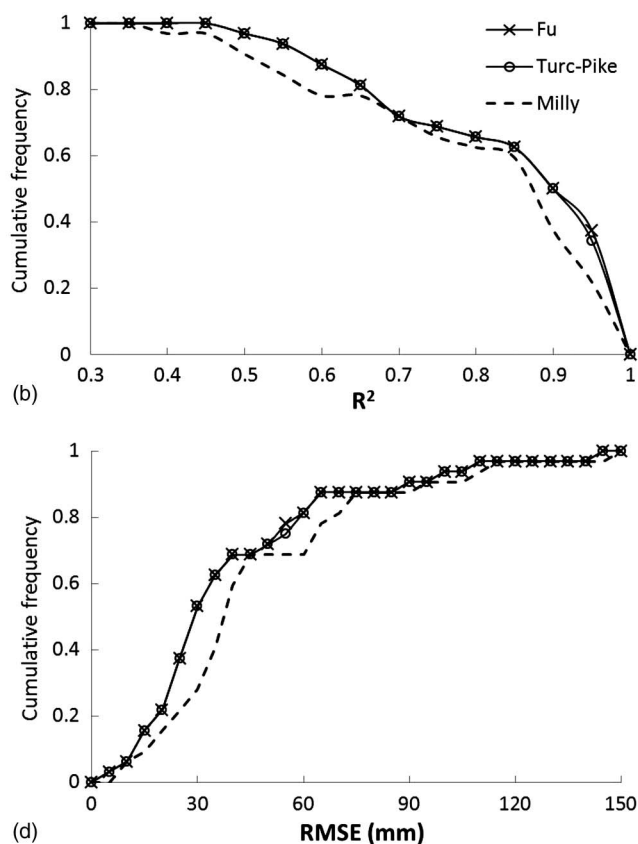 1
0.8
0.6
0.4
0.2
0
Cumulative frequency
Fu
Turc-Pike
Milly
0.3 0.4 0.5 0.6 0.7 0.8 0.9 1
(b)
R²
1
0.8
0.6
0.4
0.2
0
Cumulative frequency
0 30 60 90 120 150
(d)
RMSE (mm)